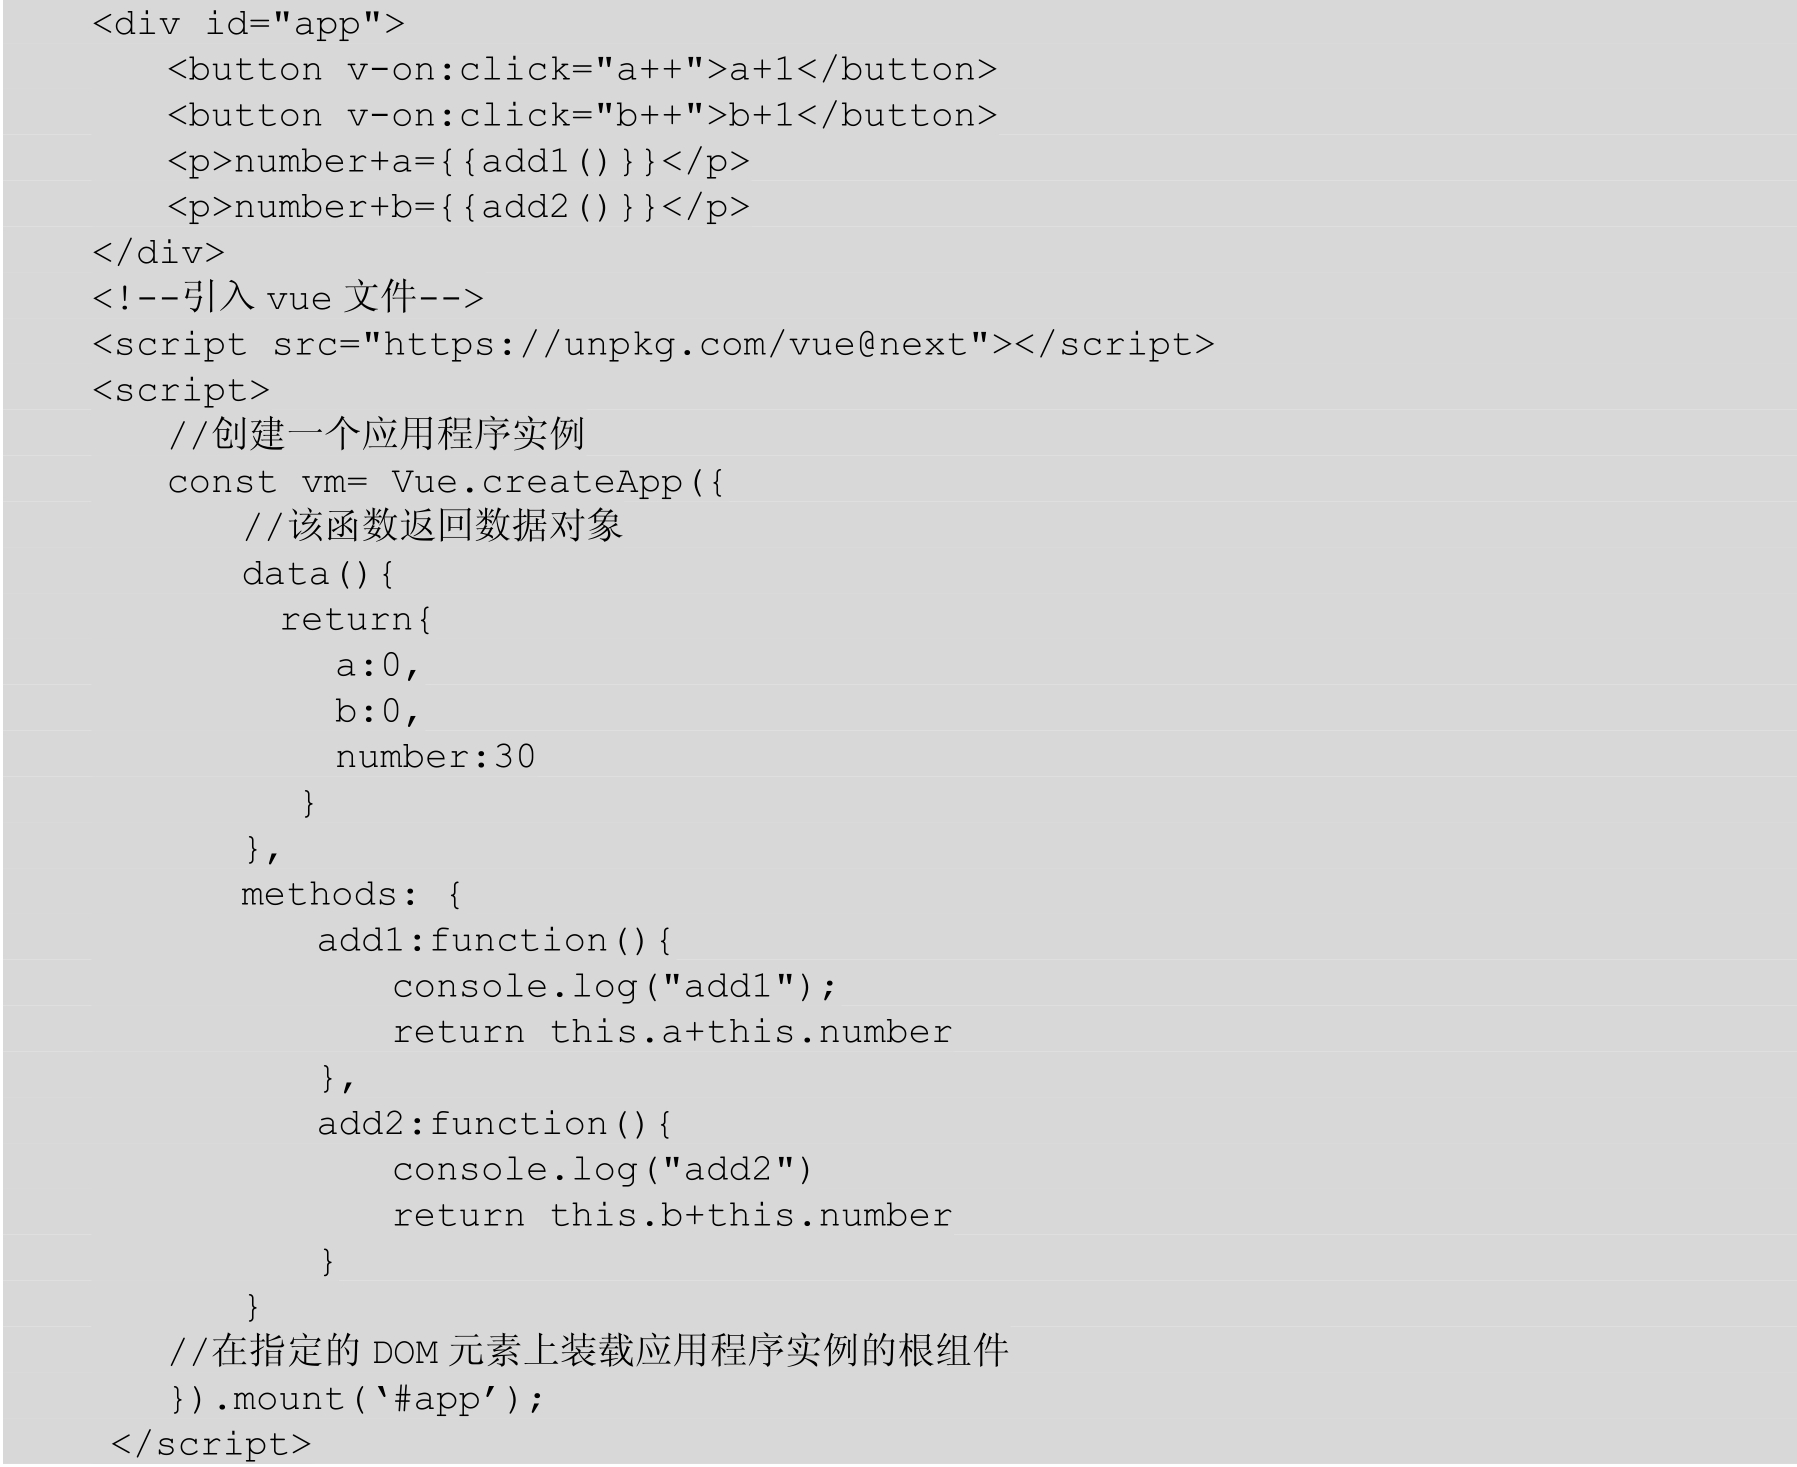 <div id="app">
    <button v-on:click="a++">a+1</button>
    <button v-on:click="b++">b+1</button>
    <p>number+a={{add1()}}</p>
    <p>number+b={{add2()}}</p>
</div>
<!--引入 vue 文件-->
<script src="https://unpkg.com/vue@next"></script>
<script>
    //创建一个应用程序实例
    const vm= Vue.createApp({
        //该函数返回数据对象
        data(){
          return{
             a:0,
             b:0,
             number:30
           }
        },
        methods: {
            add1:function(){
                console.log("add1");
                return this.a+this.number
            },
            add2:function(){
                console.log("add2")
                return this.b+this.number
            }
        }
    //在指定的 DOM 元素上装载应用程序实例的根组件
    }).mount(‘#app’);
 </script>